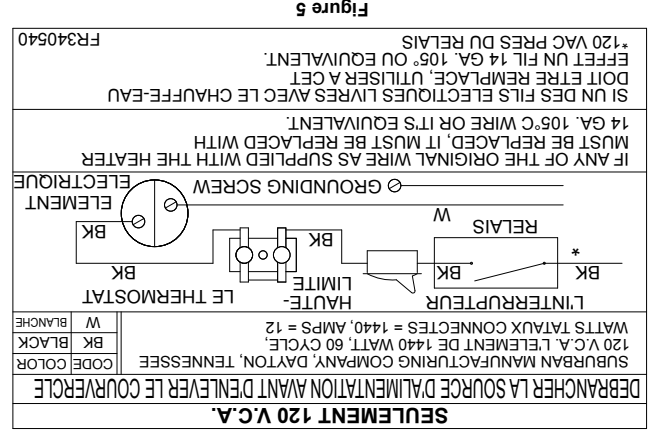 SEULEMENT 120 V.C.A.
DEBRANCHER LA SOURCE D'ALIMENTATION AVANT D'ENLEVER LE COURVERCLE
SUBURBAN MANUFACTURING COMPANY, DAYTON, TENNESSEE
120 V.C.A. L'ELEMENT DE 1440 WATT, 60 CYCLE,
WATTS TATAUX CONNECTES = 1440, AMPS = 12
CODE COLOR
BK BLACK
W BLANCHE
L'INTERRUPTEUR
HAUTE-
LIMITE
LE THERMOSTAT
* BK
BK
BK
BK
BK
RELAIS
W
ELEMENT
ELECTRIQUE
GROUNDING SCREW
IF ANY OF THE ORIGINAL WIRE AS SUPPLIED WITH THE HEATER
MUST BE REPLACED, IT MUST BE REPLACED WITH
14 GA. 105°C WIRE OR IT'S EQUIVALENT.
SI UN DES FILS ELECTIQUES LIVRES AVEC LE CHAUFFE-EAU
DOIT ETRE REMPLACE, UTILISER A CET
EFFET UN FIL 14 GA. 105° OU EQUIVALENT.
*120 VAC PRES DU RELAIS
FR340540
Figure 5